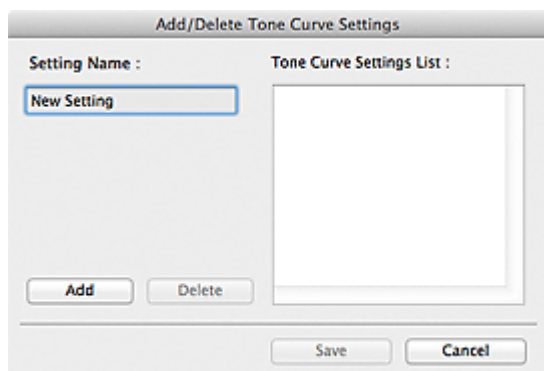 Add/Delete Tone Curve Settings
Setting Name :
Tone Curve Settings List :
New Setting
Add
Delete
Save
Cancel